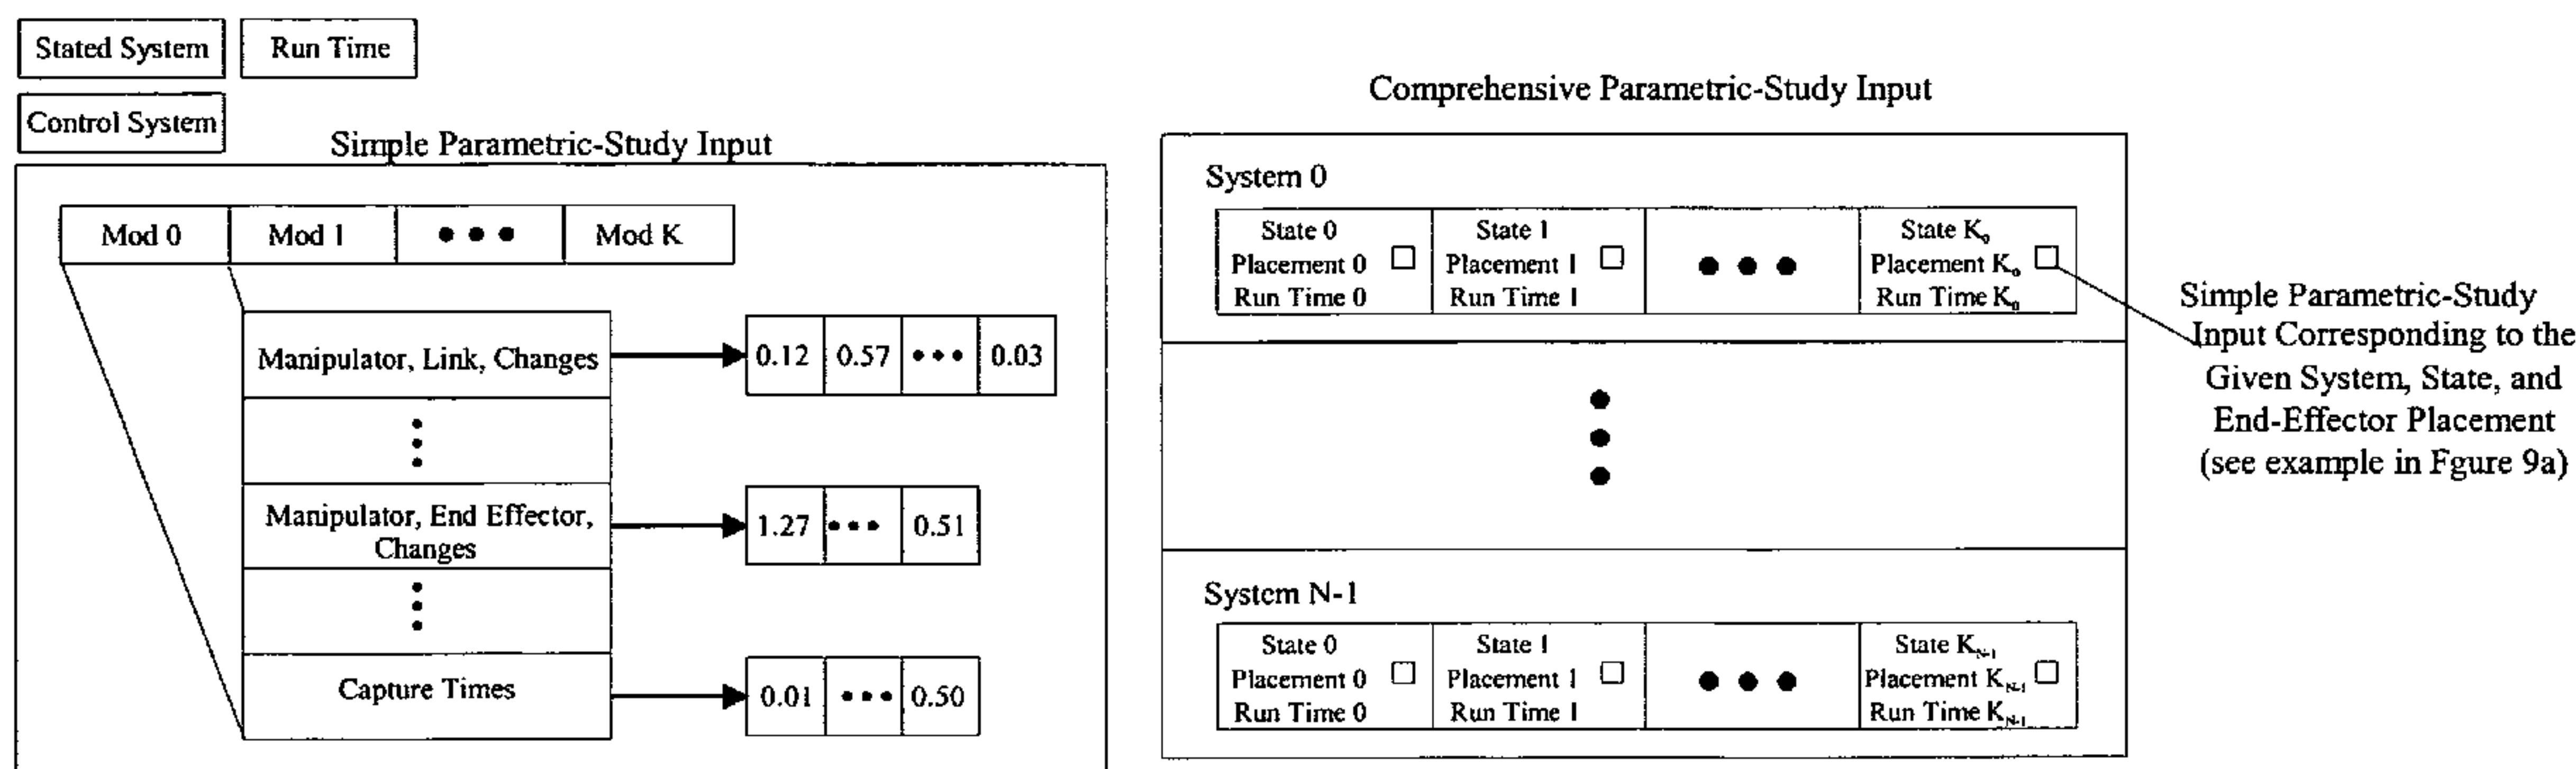 Stated System
Run Time
Control System
Simple Parametric-Study Input
Mod 0
Mod 1
•••
Mod K
Manipulator, Link, Changes
0.12
0.57
•••
0.03
Manipulator, End Effector,
Changes
1.27
•••
0.51
Capture Times
0.01
•••
0.50
Comprehensive Parametric-Study Input
System 0
State 0
Placement 0
Run Time 0
State 1
Placement 1
Run Time 1
•••
State K₀
Placement K₀
Run Time K₀
Simple Parametric-Study
Input Corresponding to the
Given System, State, and
End-Effector Placement
(see example in Fgure 9a)
System N-1
State 0
Placement 0
Run Time 0
State 1
Placement 1
Run Time 1
•••
State K_N-1
Placement K_N-1
Run Time K_N-1